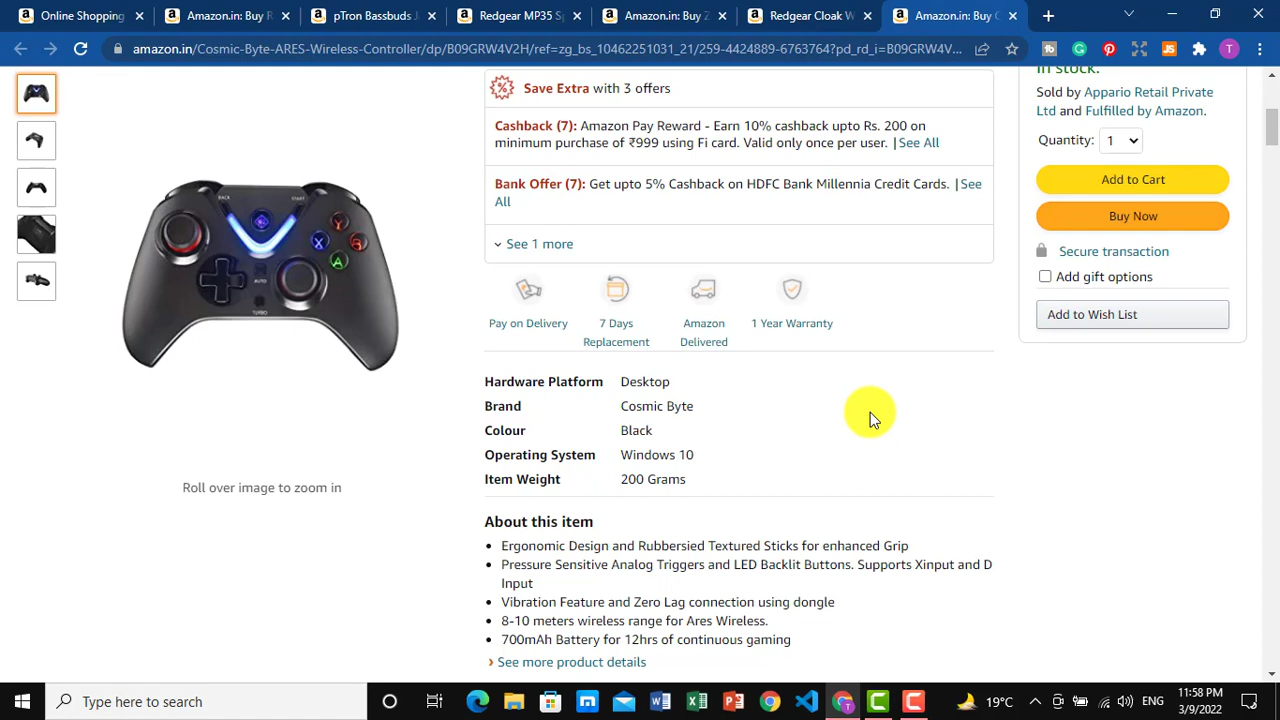 Online Shopping
Amazon.in: Buy R
pTron Bassbuds J
Redgear MP35 Sp
Amazon.in: Buy Z
Redgear Cloak W
Amazon.in: Buy C
amazon.in/Cosmic-Byte-ARES-Wireless-Controller/dp/B09GRW4V2H/ref=zg_bs_10462251031_21/259-4424889-6763764?pd_rd_i=B09GRW4V...
T
Save Extra with 3 offers
Cashback (7): Amazon Pay Reward - Earn 10% cashback upto Rs. 200 on
minimum purchase of ₹999 using Fi card. Valid only once per user. | See All
Bank Offer (7): Get upto 5% Cashback on HDFC Bank Millennia Credit Cards. | See
All
See 1 more
Pay on Delivery
7 Days
Replacement
Amazon
Delivered
1 Year Warranty
Hardware Platform Desktop
Brand Cosmic Byte
Colour Black
Operating System Windows 10
Item Weight 200 Grams
About this item
• Ergonomic Design and Rubbersied Textured Sticks for enhanced Grip
• Pressure Sensitive Analog Triggers and LED Backlit Buttons. Supports Xinput and D
Input
• Vibration Feature and Zero Lag connection using dongle
• 8-10 meters wireless range for Ares Wireless.
• 700mAh Battery for 12hrs of continuous gaming
See more product details
BACK
START
Y
X
B
A
AUTO
TURBO
Roll over image to zoom in
In stock.
Sold by Appario Retail Private
Ltd and Fulfilled by Amazon.
Quantity: 1
Add to Cart
Buy Now
Secure transaction
Add gift options
Add to Wish List
Type here to search
19°C
ENG
11:58 PM
3/9/2022